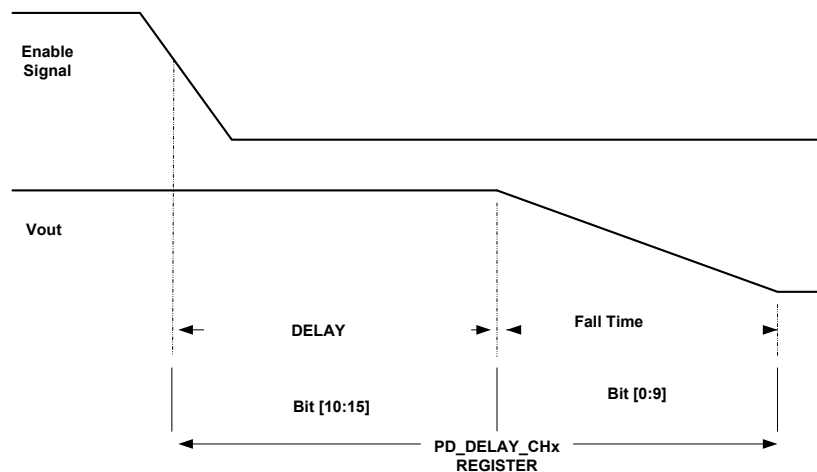 Enable
Signal
Vout
DELAY
Fall Time
Bit [10:15]
Bit [0:9]
PD_DELAY_CHx
REGISTER